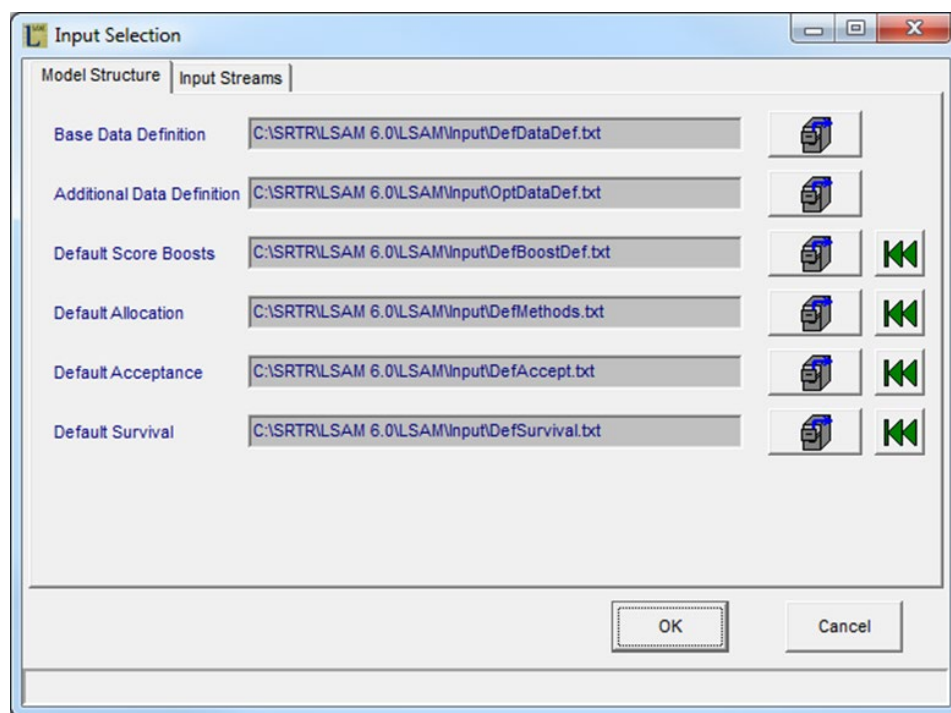 Input Selection
Model Structure Input Streams
Base Data Definition C:\SRTR\LSAM 6.0\LSAM\Input\DefDataDef.txt
Additional Data Definition C:\SRTR\LSAM 6.0\LSAM\Input\OptDataDef.txt
Default Score Boosts C:\SRTR\LSAM 6.0\LSAM\Input\DefBoostDef.txt
Default Allocation C:\SRTR\LSAM 6.0\LSAM\Input\DefMethods.txt
Default Acceptance C:\SRTR\LSAM 6.0\LSAM\Input\DefAccept.txt
Default Survival C:\SRTR\LSAM 6.0\LSAM\Input\DefSurvival.txt
OK Cancel